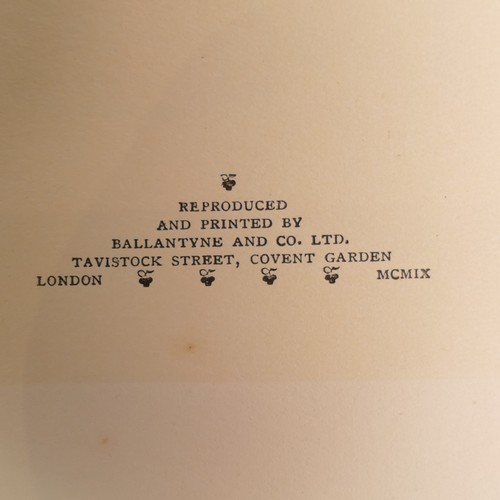 REPRODUCED
AND PRINTED BY
BALLANTYNE AND CO. LTD.
TAVISTOCK STREET, COVENT GARDEN
LONDON MCMIX